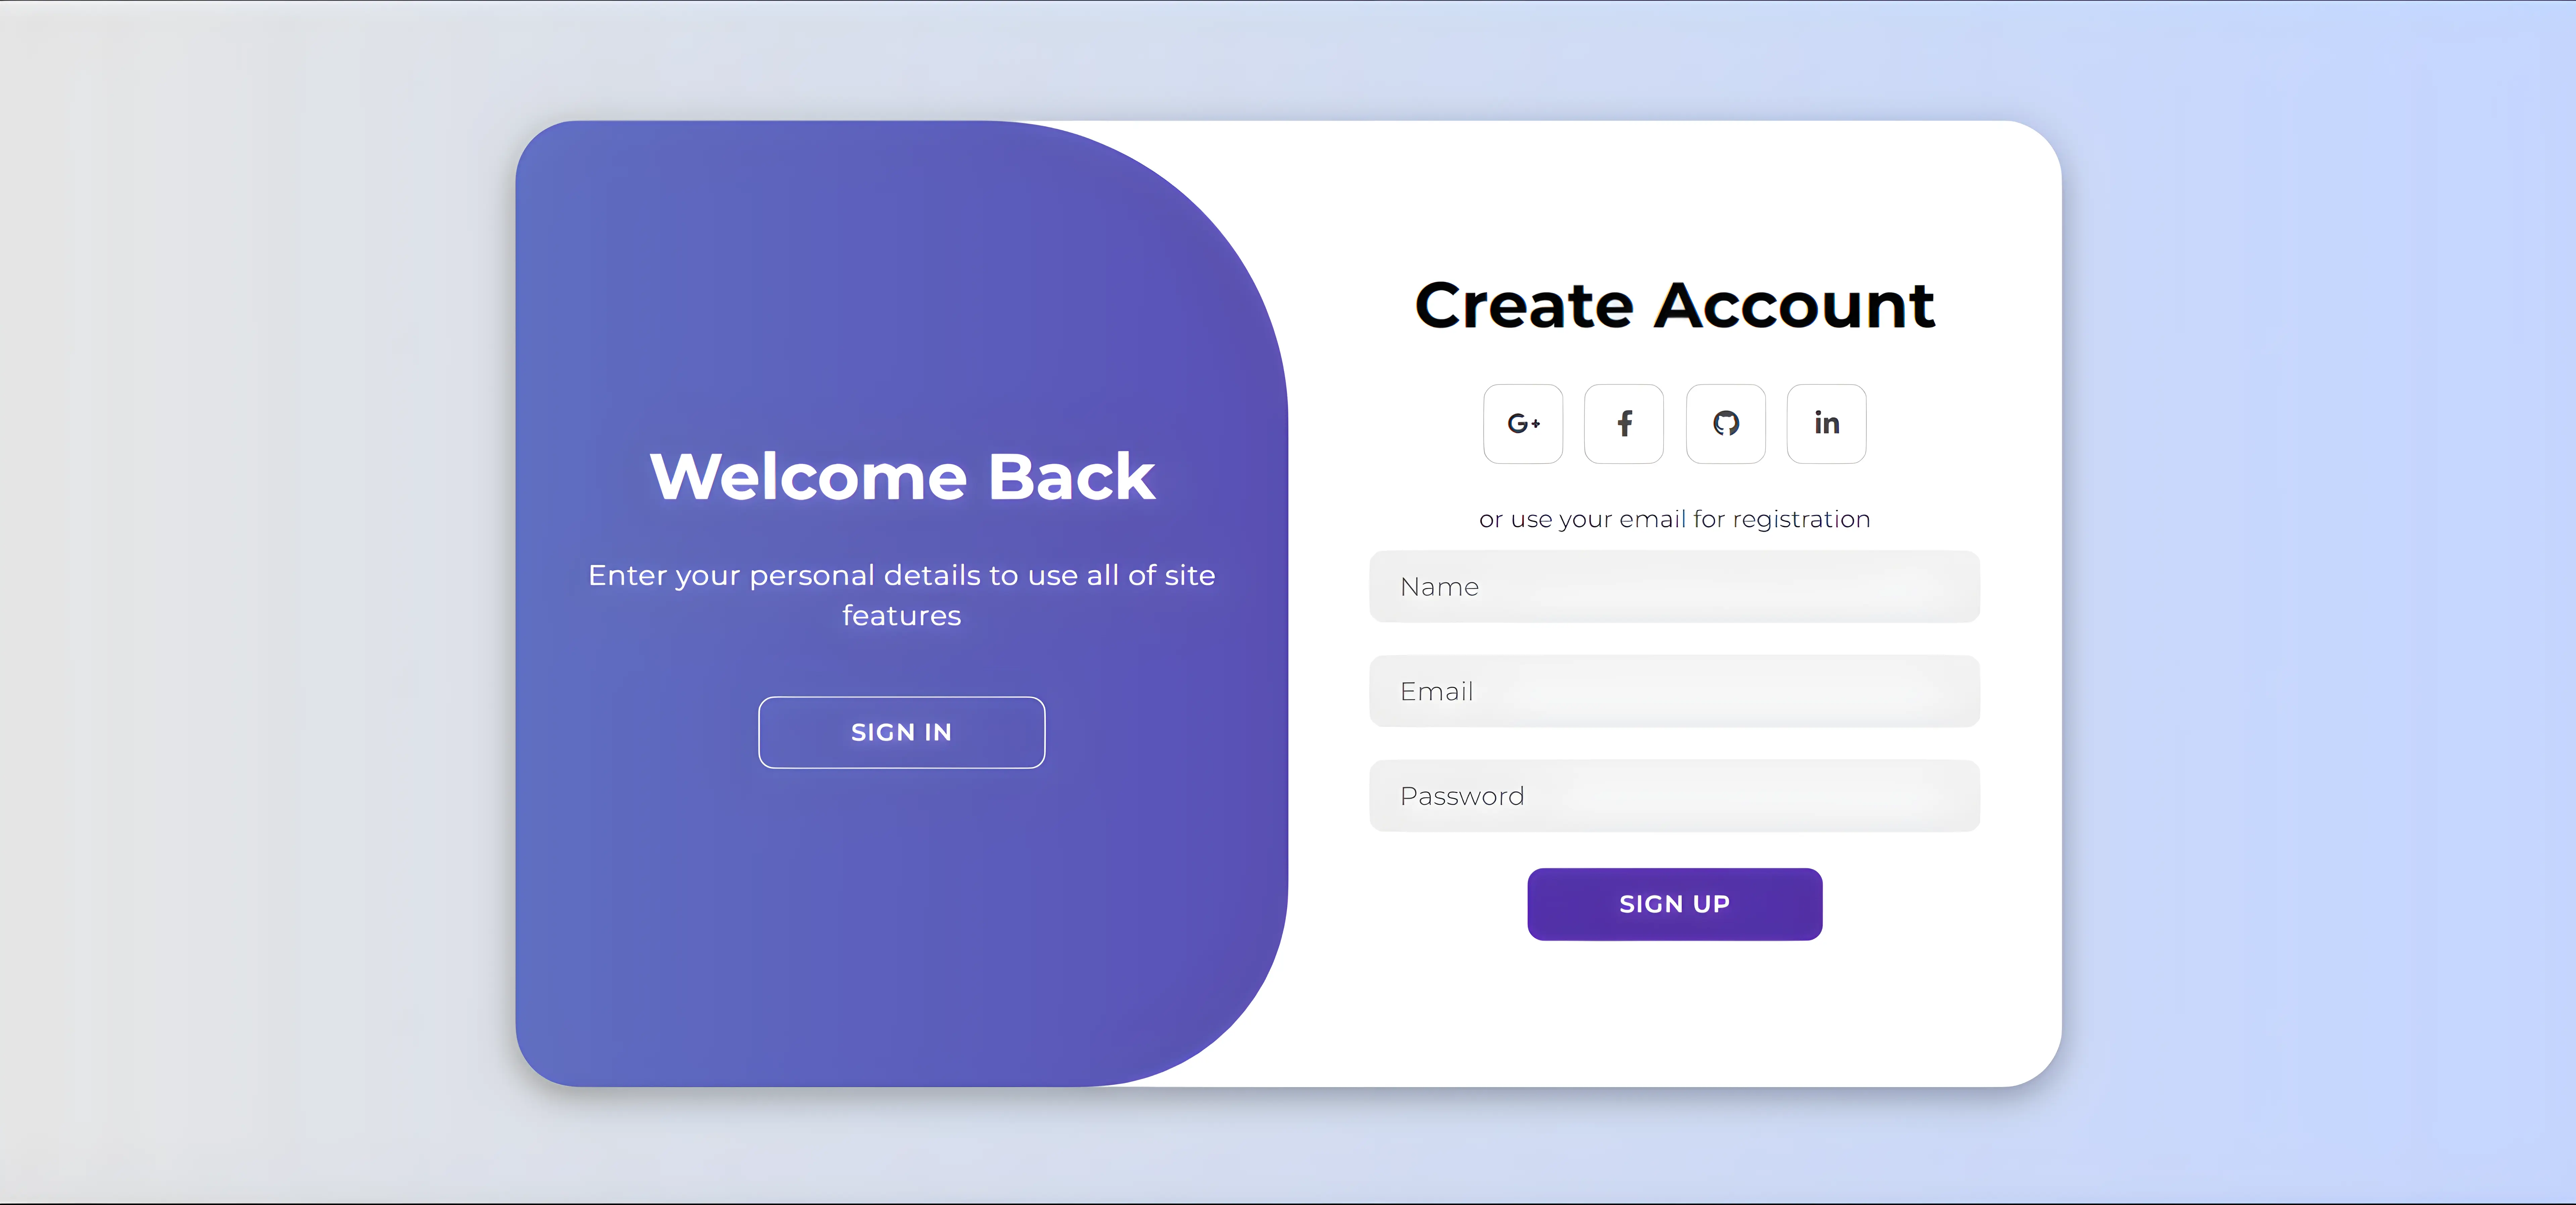 Welcome Back
Enter your personal details to use all of site
features
SIGN IN
Create Account
G+
f
in
or use your email for registration
Name
Email
Password
SIGN UP